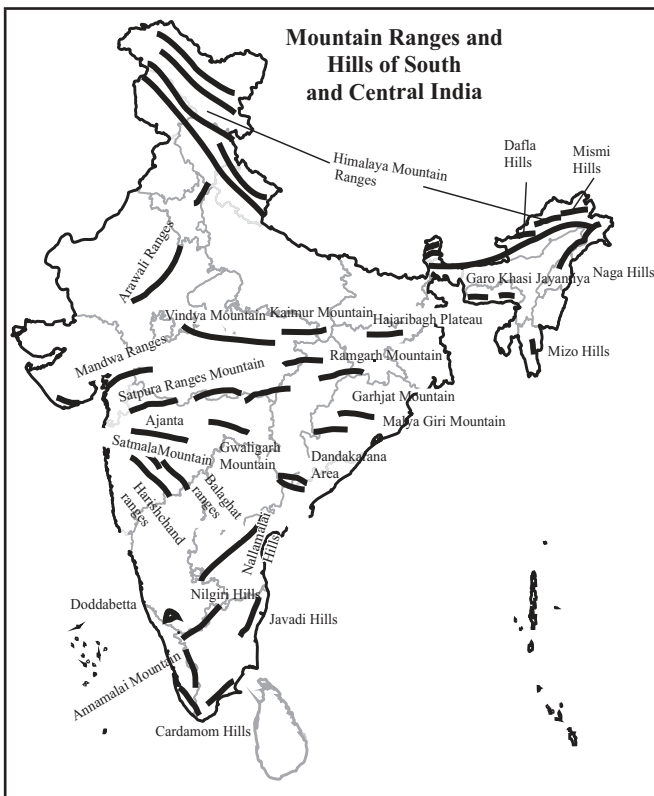 Mountain Ranges and
Hills of South
and Central India
Himalaya Mountain
Ranges
Dafla
Hills
Mismi
Hills
Arawali Ranges
Garo Khasi Jayantiya
Naga Hills
Vindya Mountain
Kaimur Mountain
Hajaribagh Plateau
Mizo Hills
Mandwa Ranges
Satpura Ranges Mountain
Ramgarh Mountain
Garhjat Mountain
Ajanta
Malya Giri Mountain
Satmala Mountain
Gwaligarh
Mountain
Dandakarana
Area
Harishchand
ranges
Balaghat
ranges
Nallamalai
Hills
Nilgiri Hills
Doddabetta
Javadi Hills
Annamalai Mountain
Cardamom Hills